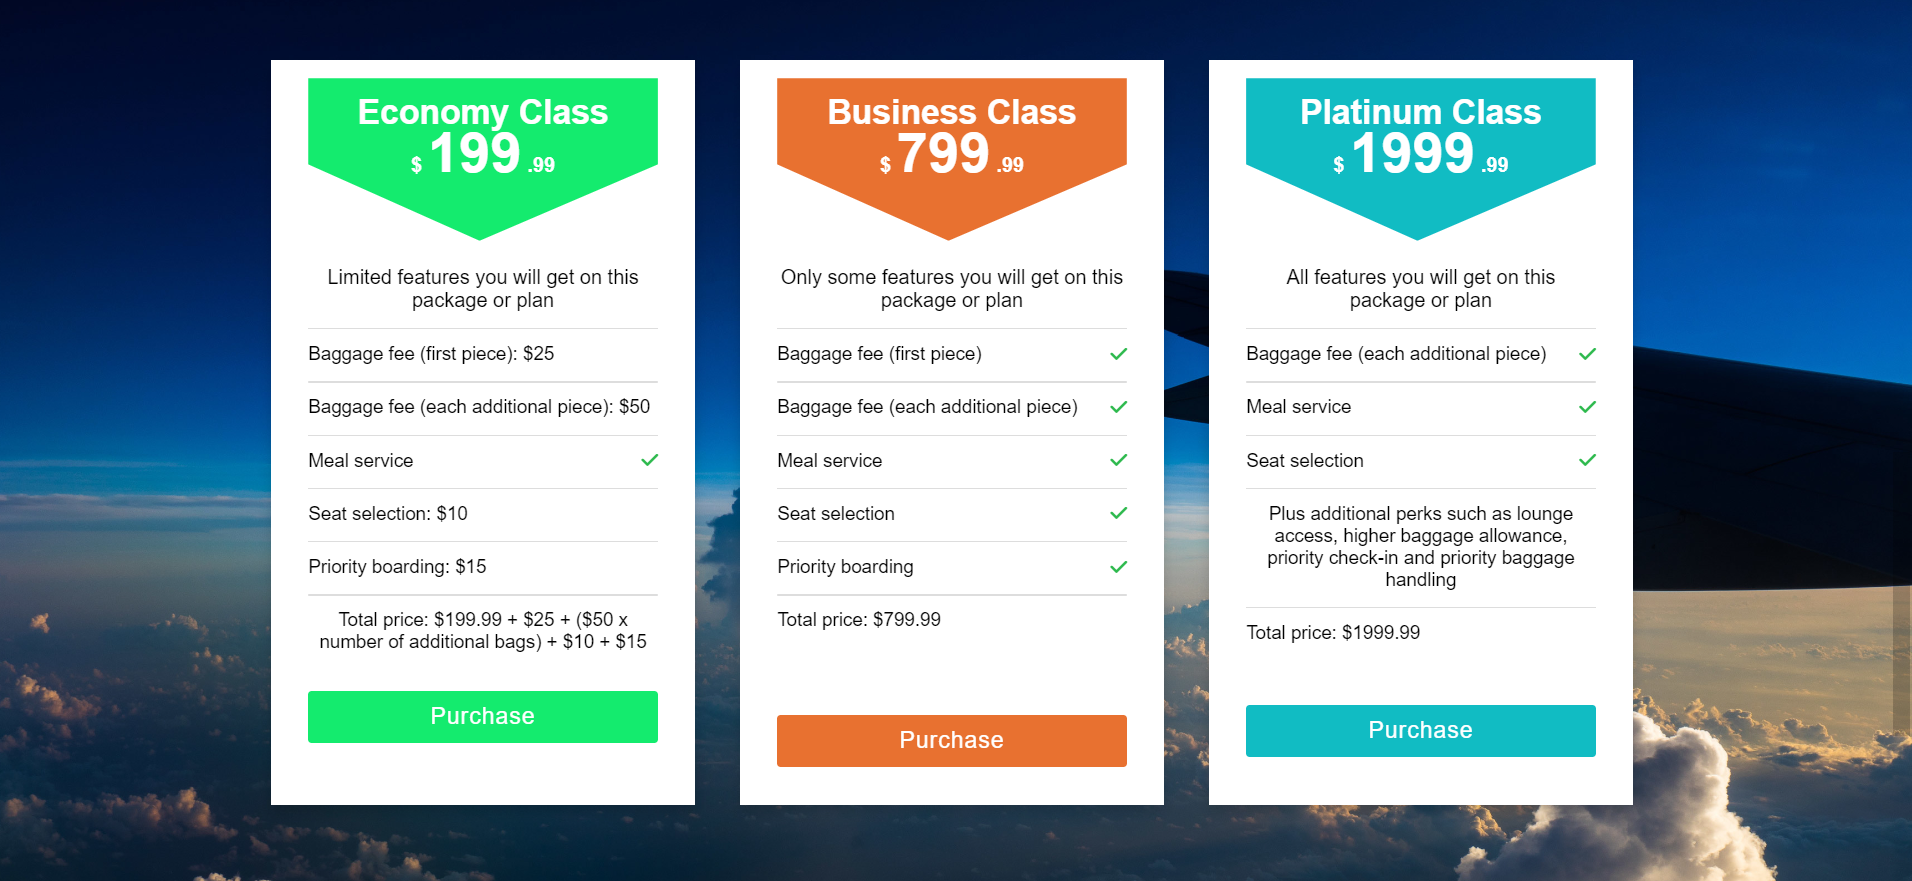 Economy Class
$ 199 .99
Limited features you will get on this
package or plan
Baggage fee (first piece): $25
Baggage fee (each additional piece): $50
Meal service
Seat selection: $10
Priority boarding: $15
Total price: $199.99 + $25 + ($50 x
number of additional bags) + $10 + $15
Purchase
Business Class
$ 799 .99
Only some features you will get on this
package or plan
Baggage fee (first piece)
Baggage fee (each additional piece)
Meal service
Seat selection
Priority boarding
Total price: $799.99
Purchase
Platinum Class
$ 1999 .99
All features you will get on this
package or plan
Baggage fee (each additional piece)
Meal service
Seat selection
Plus additional perks such as lounge
access, higher baggage allowance,
priority check-in and priority baggage
handling
Total price: $1999.99
Purchase